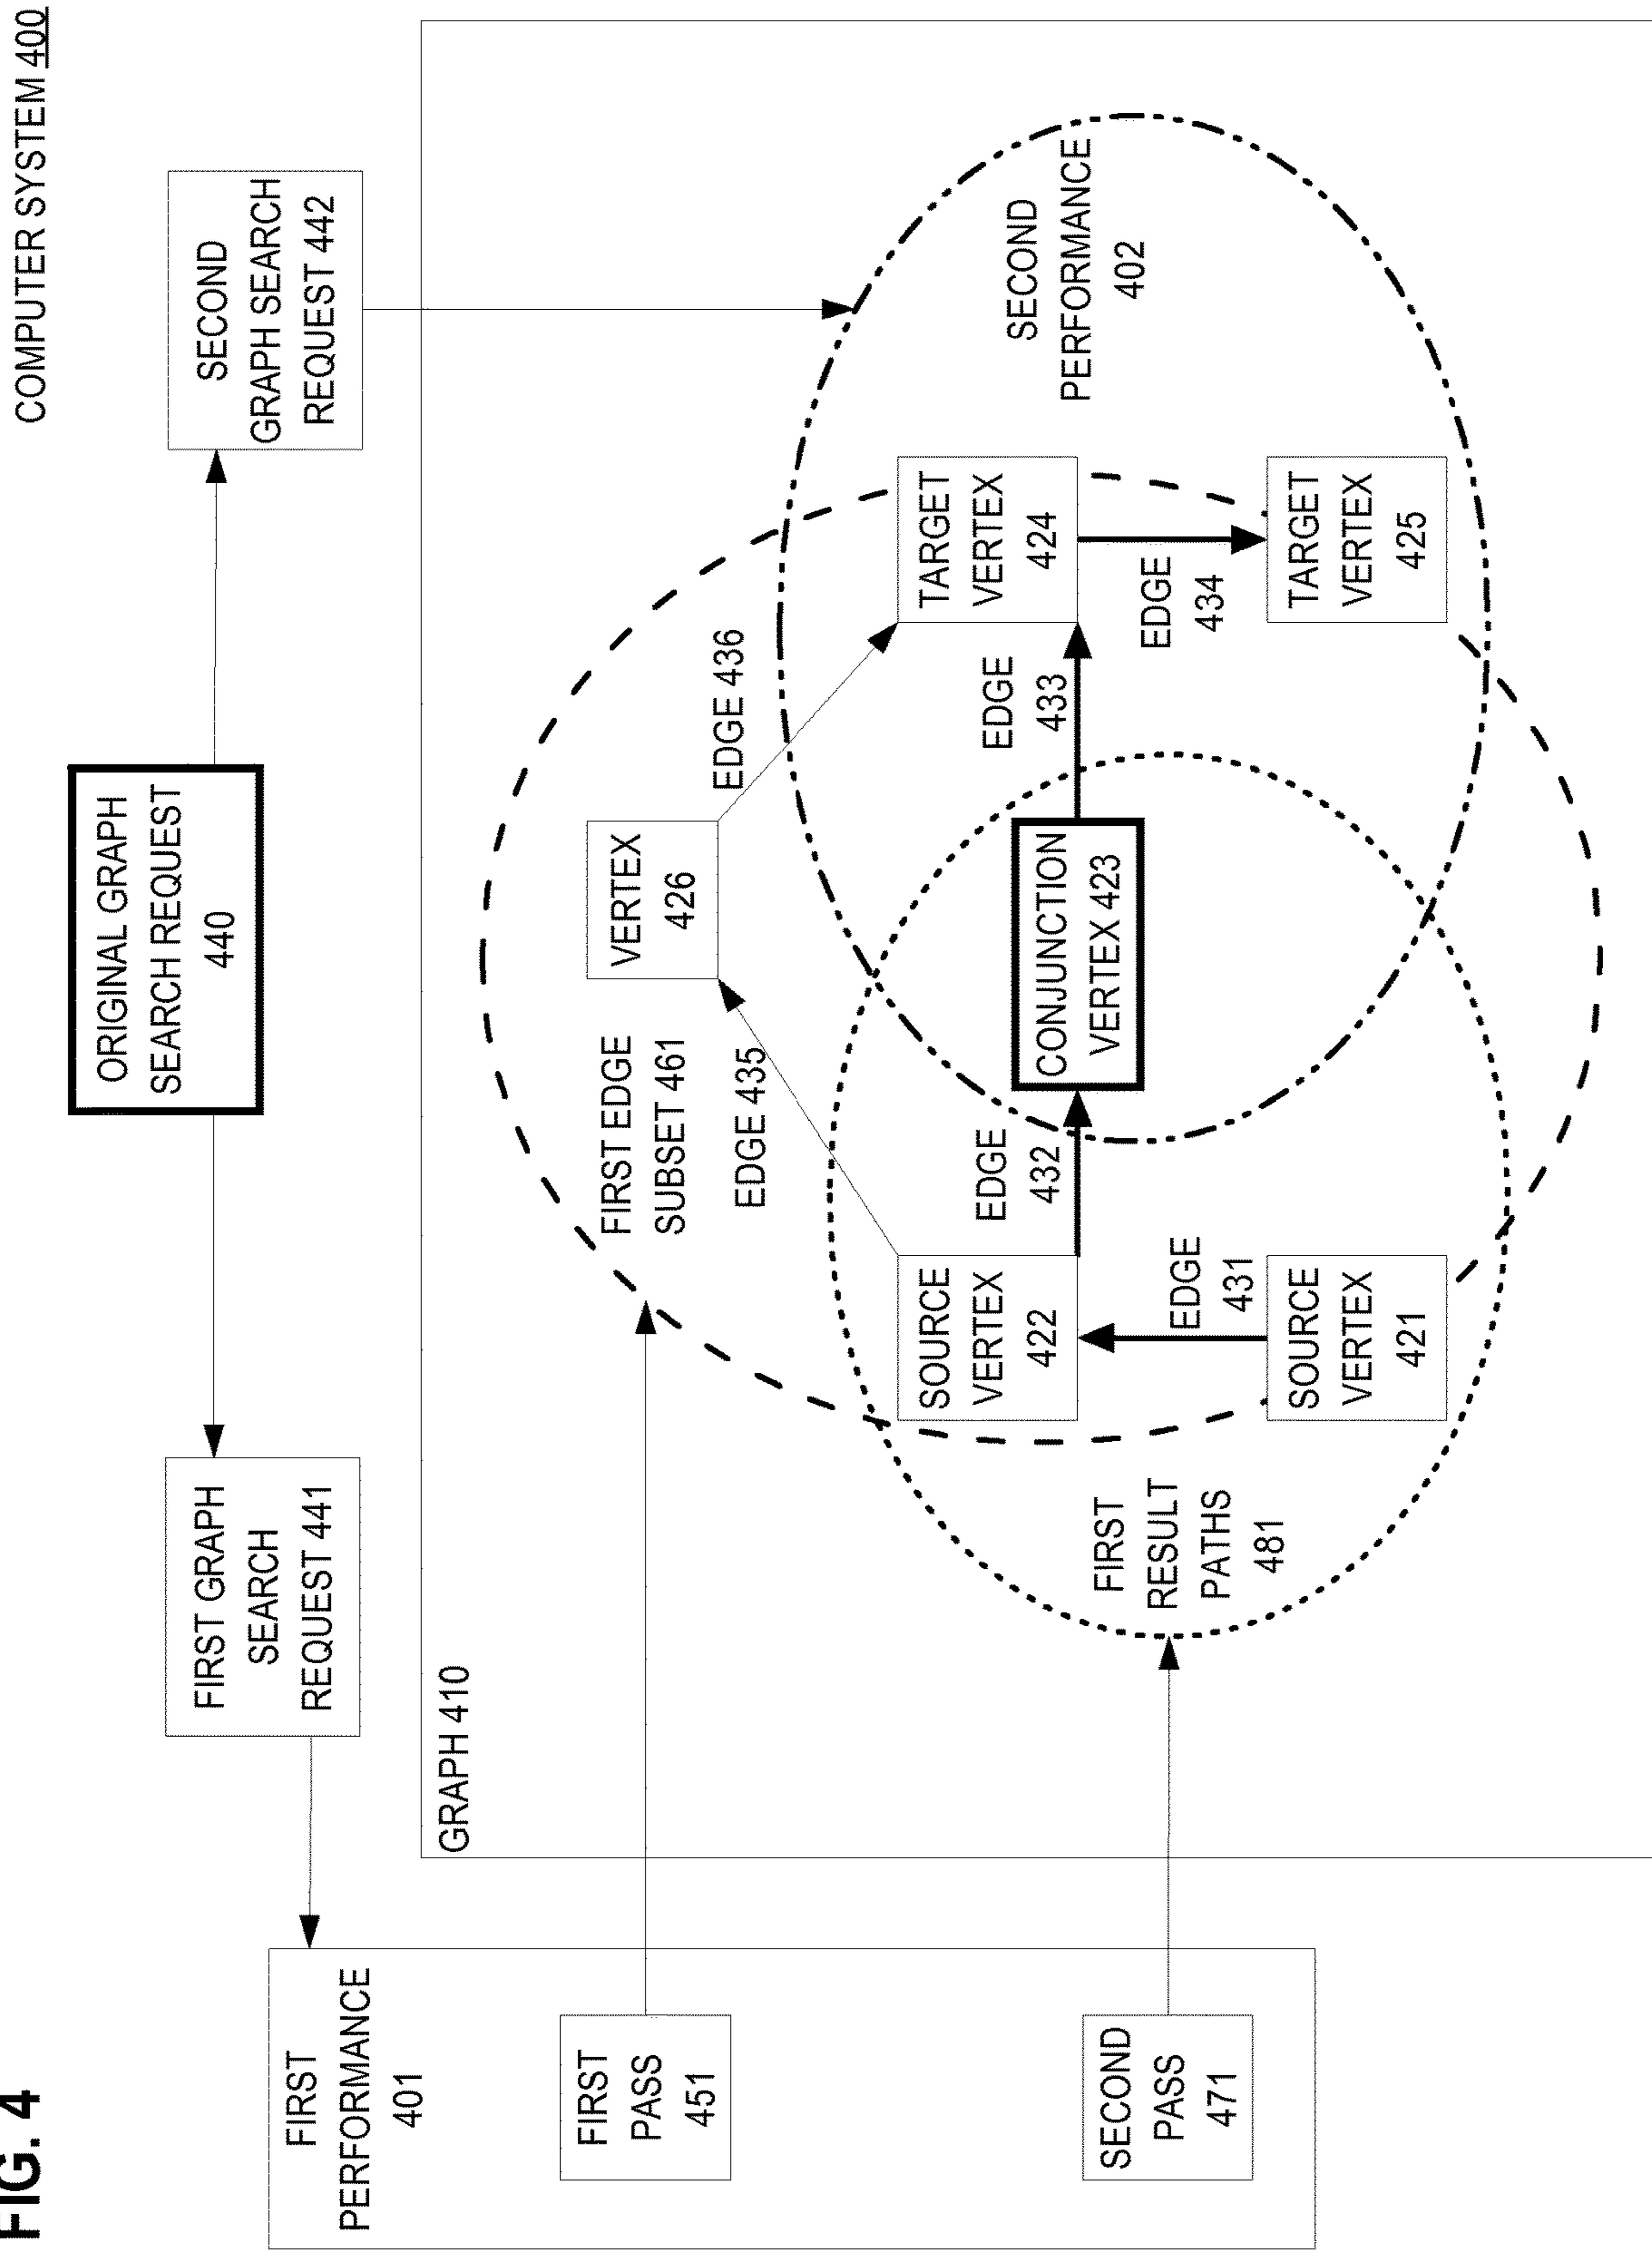 FIG. 4
COMPUTER SYSTEM 400
ORIGINAL GRAPH
SEARCH REQUEST
440
FIRST GRAPH
SEARCH
REQUEST 441
SECOND
GRAPH SEARCH
REQUEST 442
FIRST
PERFORMANCE
401
FIRST
PASS
451
SECOND
PASS
471
GRAPH 410
FIRST EDGE
SUBSET 461
VERTEX
426
EDGE 435
EDGE 436
SOURCE
VERTEX
422
EDGE
432
CONJUNCTION
VERTEX 423
EDGE
433
TARGET
VERTEX
424
SECOND
PERFORMANCE
402
FIRST
RESULT
PATHS
481
EDGE
431
EDGE
434
SOURCE
VERTEX
421
TARGET
VERTEX
425